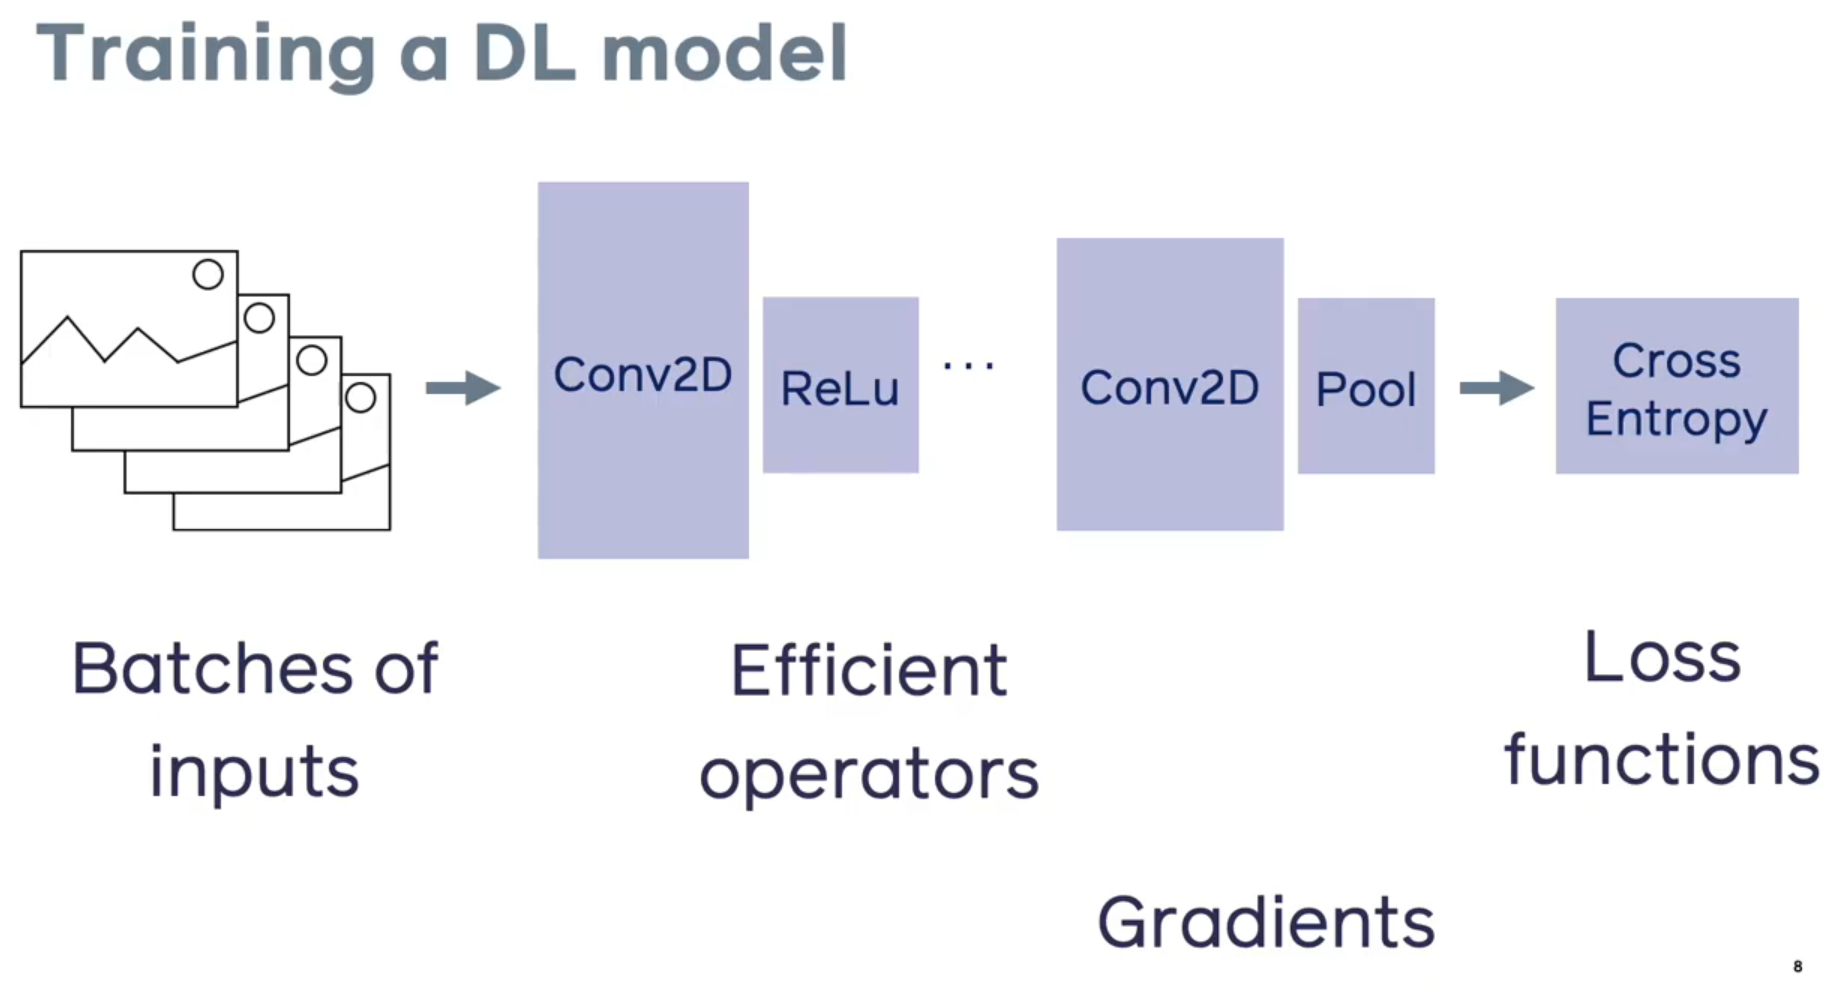 Training a DL model
Conv2D
ReLu
...
Conv2D
Pool
Cross
Entropy
Batches of
inputs
Efficient
operators
Loss
functions
Gradients
8